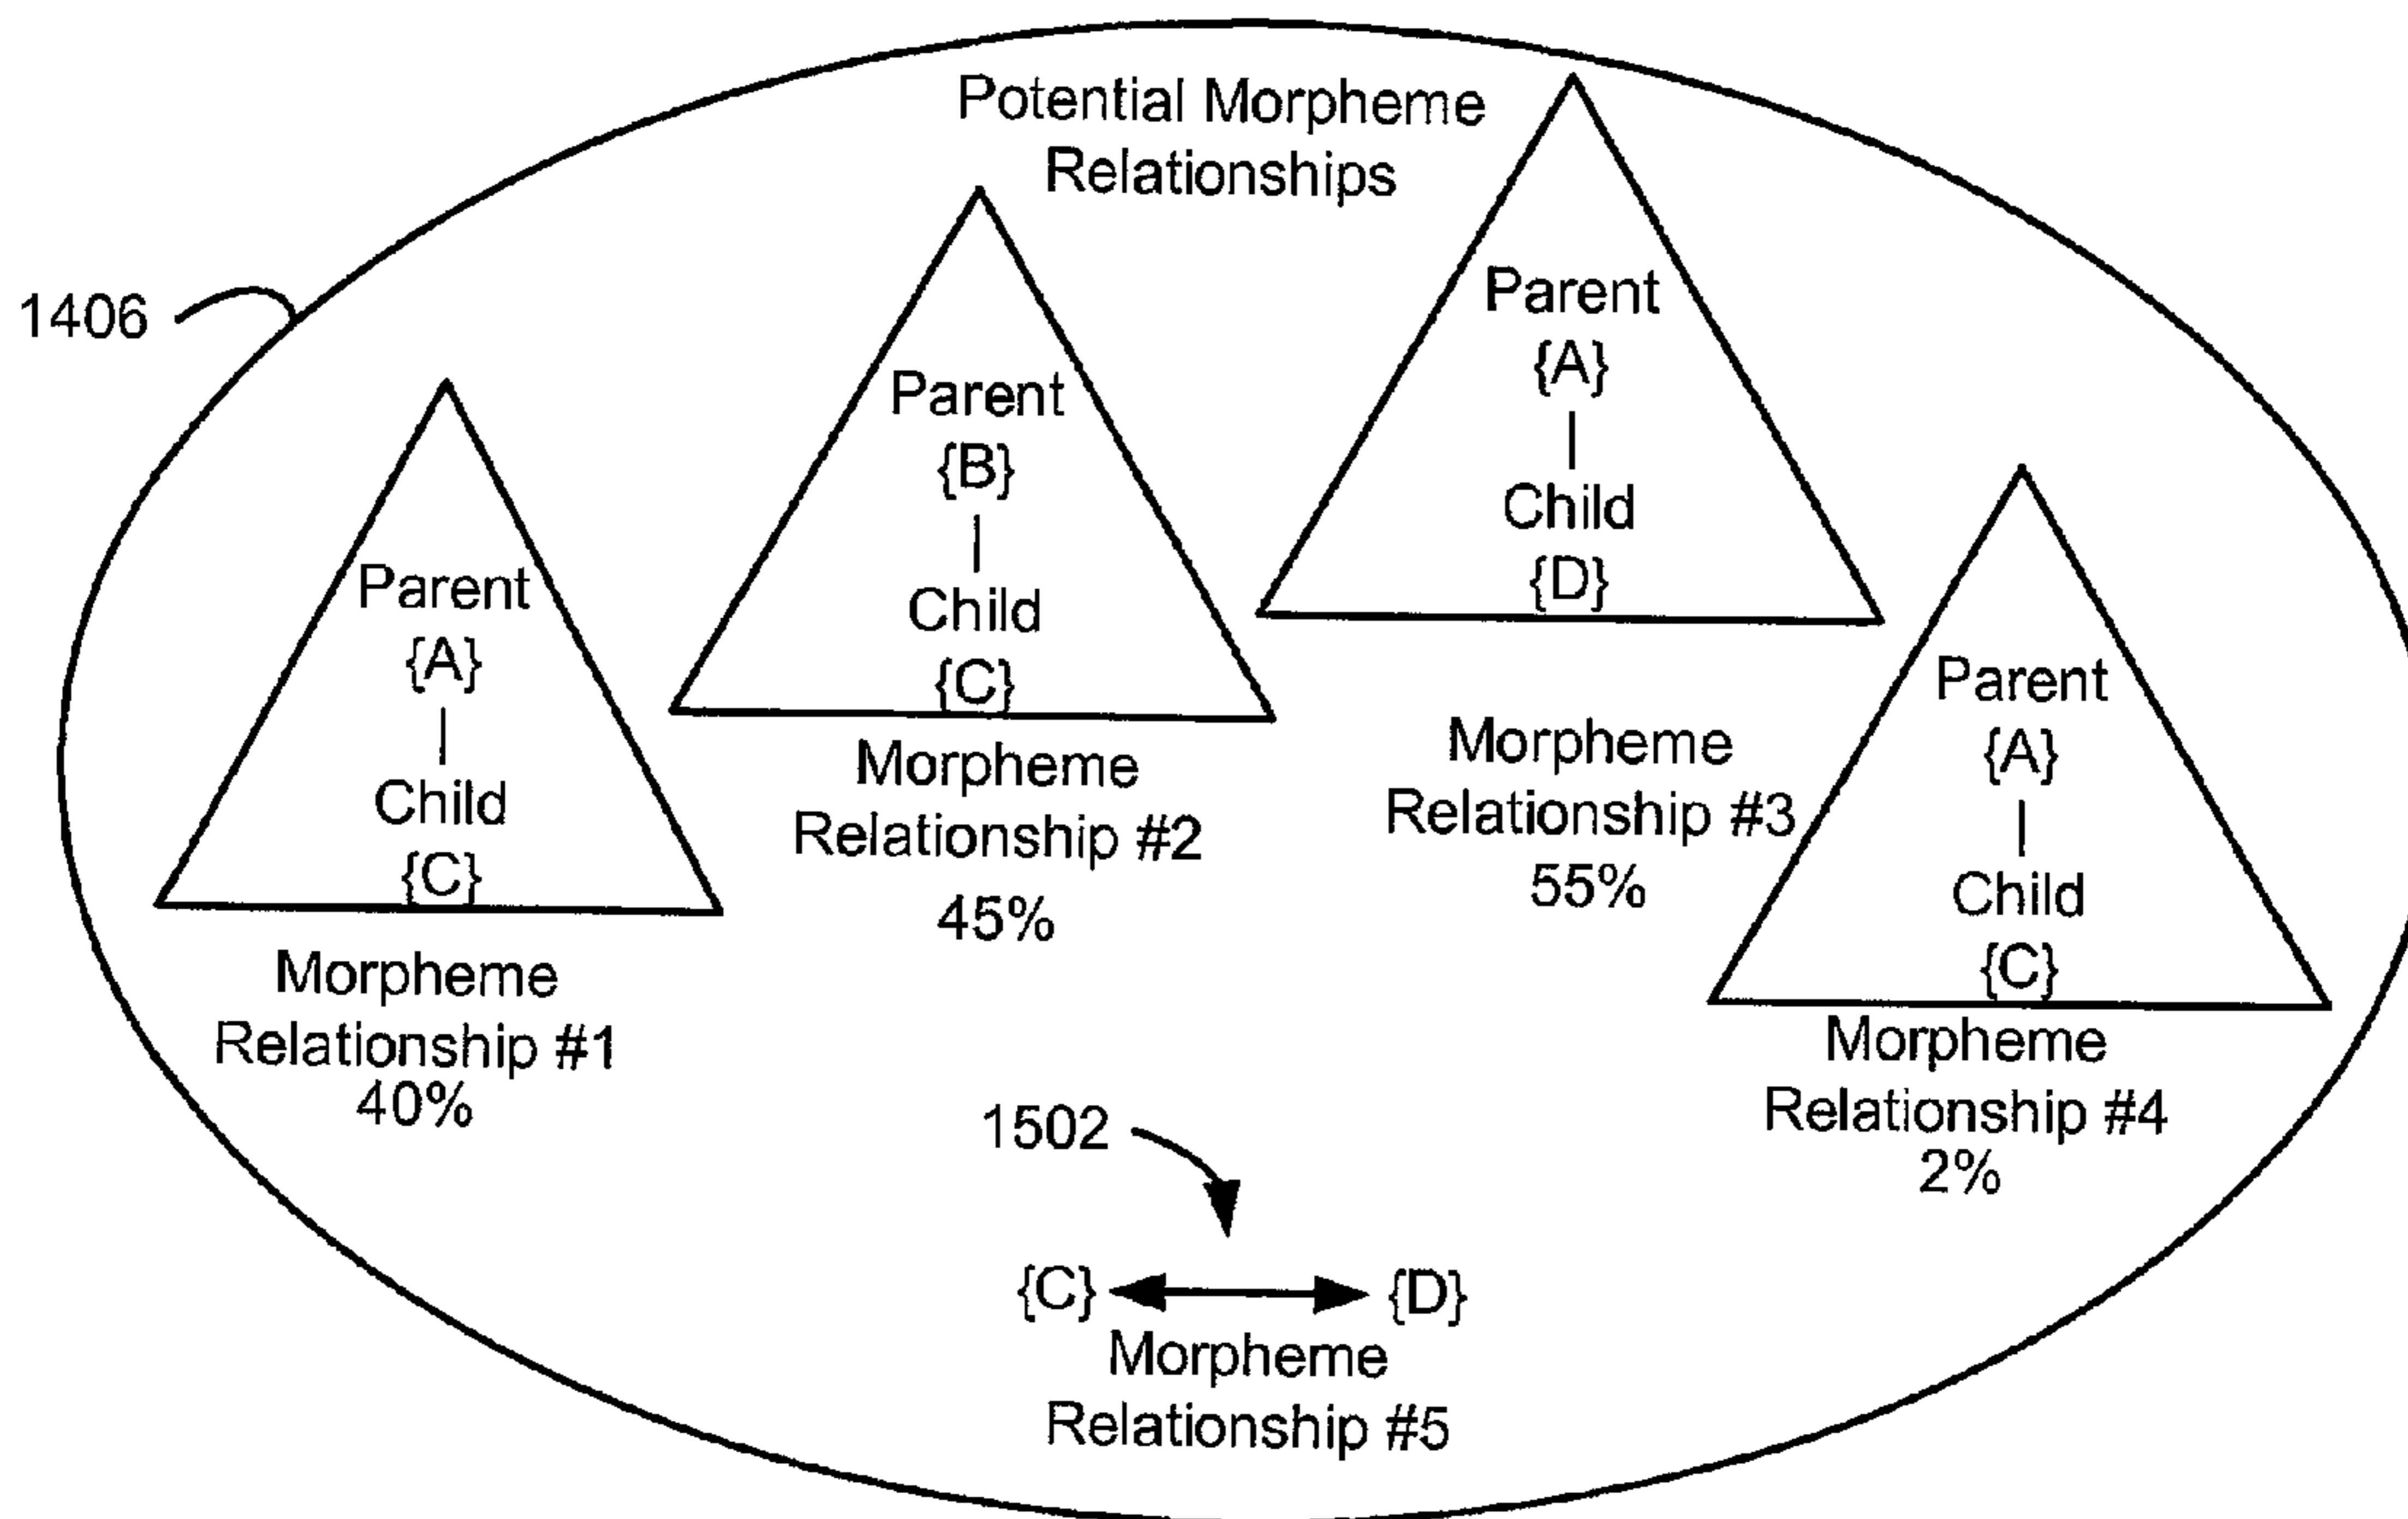 Potential Morpheme
Relationships
1406
Parent
{A}
|
Child
{C}
Morpheme
Relationship #1
40%
Parent
{B}
|
Child
{C}
Morpheme
Relationship #2
45%
Parent
{A}
|
Child
{D}
Morpheme
Relationship #3
55%
Parent
{A}
|
Child
{C}
Morpheme
Relationship #4
2%
1502
{C} {D}
Morpheme
Relationship #5